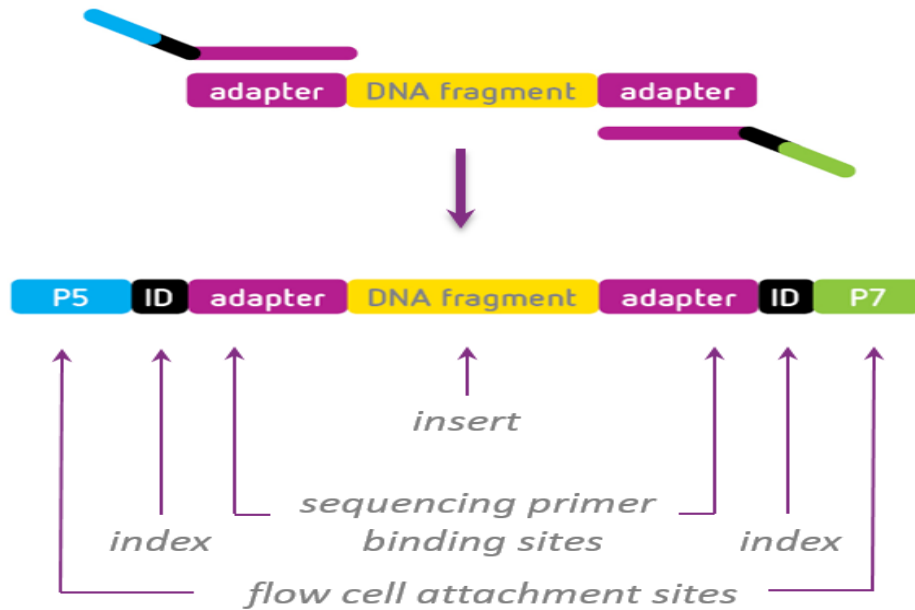 adapter DNA fragment adapter
P5 ID adapter DNA fragment adapter ID P7
insert
sequencing primer
index binding sites index
flow cell attachment sites